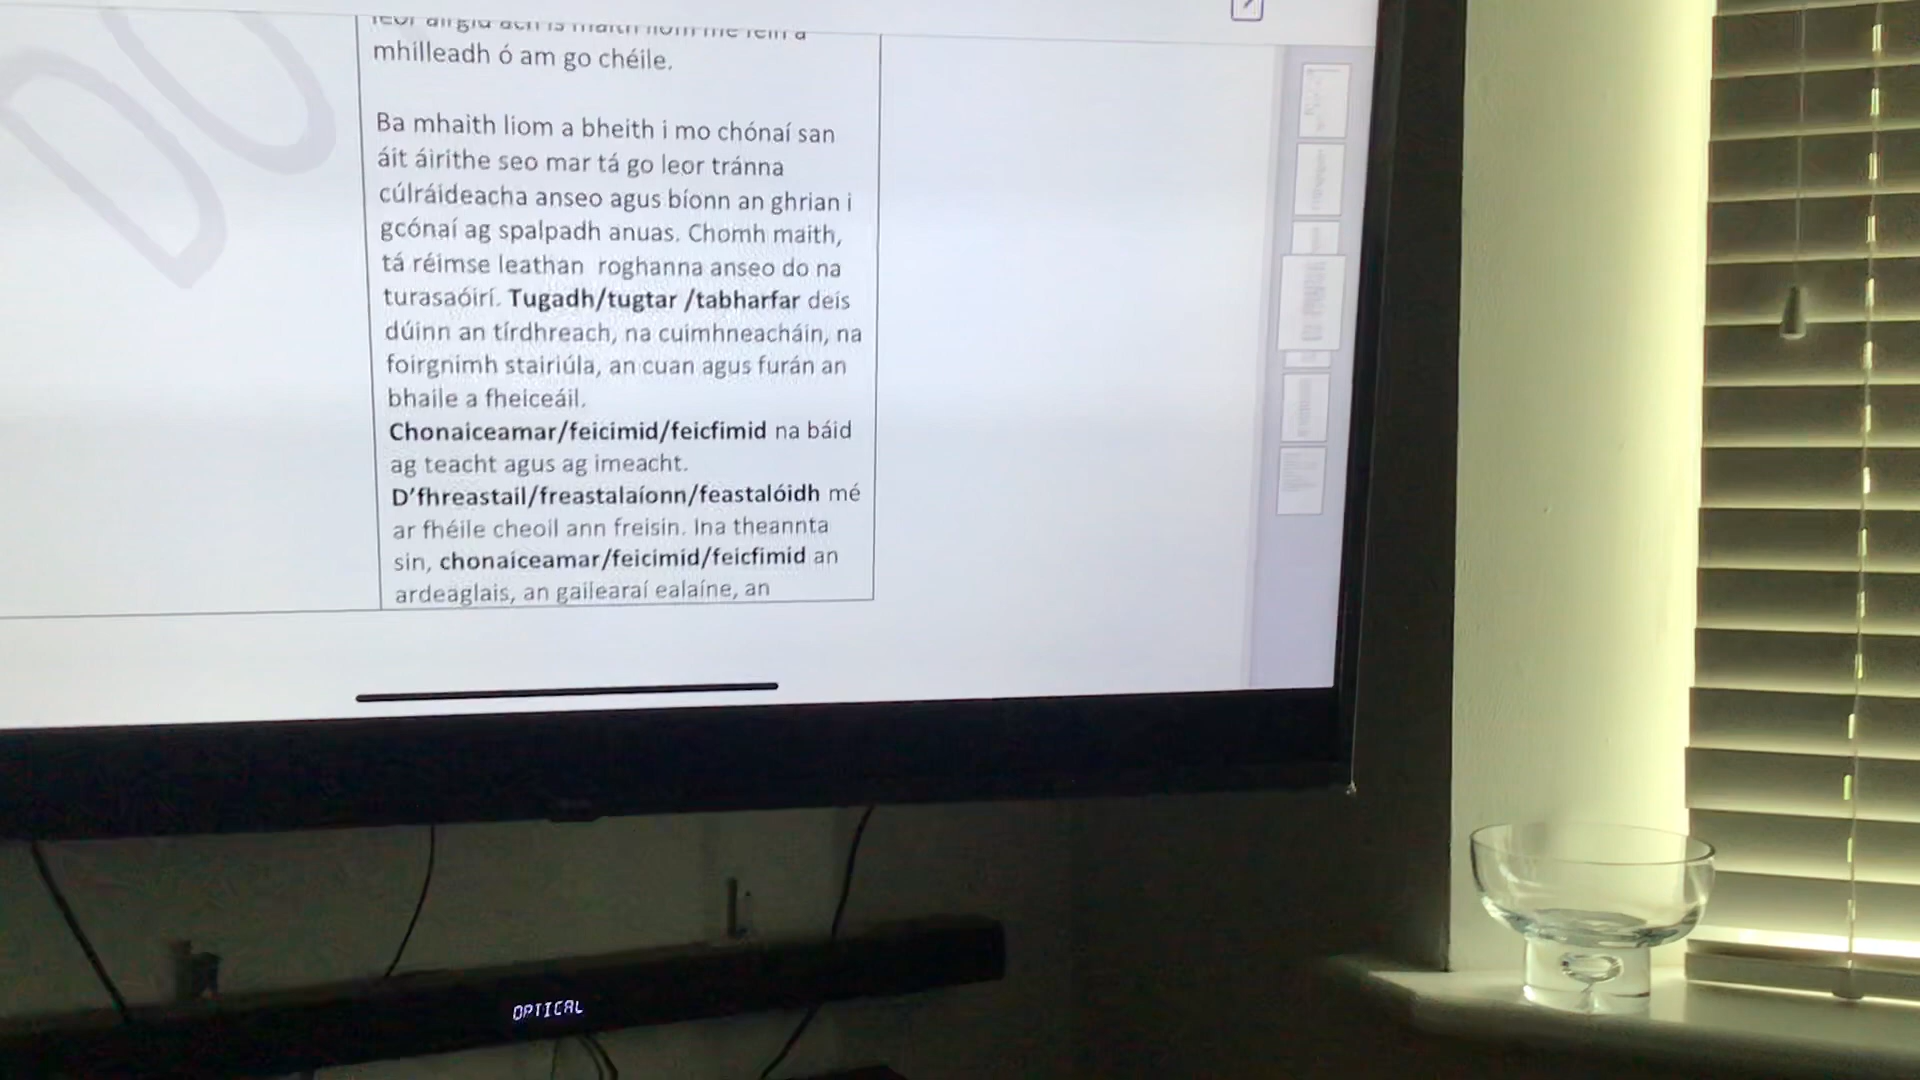 mhilleadh ó am go chéile.
Ba mhaith liom a bheith i mo chónaí san
áit áirithe seo mar tá go leor tránna
cúlráideacha anseo agus bíonn an ghrian i
gcónaí ag spalpadh anuas. Chomh maith,
tá réimse leathan roghanna anseo do na
turasaóirí. Tugadh/tugtar /tabharfar deis
dúinn an tírdhreach, na cuimhneacháin, na
foirgnimh stairiúla, an cuan agus furán an
bhaile a fheiceáil.
Chonaiceamar/feicimid/feicfimid na báid
ag teacht agus ag imeacht.
D’fhreastail/freastalaíonn/feastalóidh mé
ar fhéile cheoil ann freisin. Ina theannta
sin, chonaiceamar/feicimid/feicfimid an
ardeaglais, an gailearaí ealaíne, an
OPTICAL